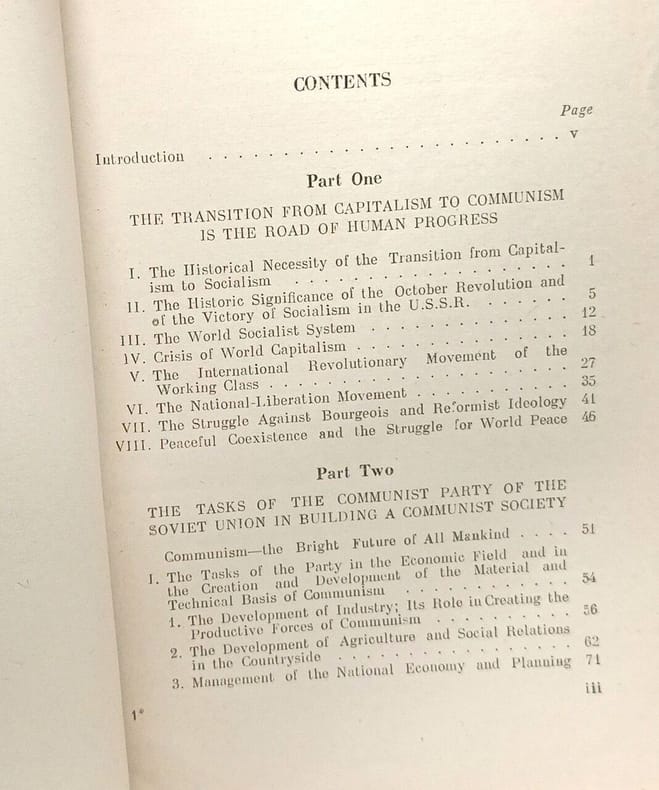 CONTENTS
Page
Introduction . . . . . . . . . . . . . . . . . . . . v
Part One
THE TRANSITION FROM CAPITALISM TO COMMUNISM
IS THE ROAD OF HUMAN PROGRESS
I. The Historical Necessity of the Transition from Capital-
ism to Socialism . . . . . . . . . . . . . . 1
II. The Historic Significance of the October Revolution and
of the Victory of Socialism in the U.S.S.R. . . . . . . 5
III. The World Socialist System . . . . . . . . . . . 12
IV. Crisis of World Capitalism . . . . . . . . . . . 18
V. The International Revolutionary Movement of the
Working Class . . . . . . . . . . . . . . . . 27
VI. The National-Liberation Movement . . . . . . . . 35
VII. The Struggle Against Bourgeois and Reformist Ideology 41
VIII. Peaceful Coexistence and the Struggle for World Peace 46
Part Two
THE TASKS OF THE COMMUNIST PARTY OF THE
SOVIET UNION IN BUILDING A COMMUNIST SOCIETY
Communism—the Bright Future of All Mankind . . . . 51
I. The Tasks of the Party in the Economic Field and in
the Creation and Development of the Material and
Technical Basis of Communism . . . . . . . . . . . 54
1. The Development of Industry; Its Role in Creating the
Productive Forces of Communism . . . . . . . . . 56
2. The Development of Agriculture and Social Relations
in the Countryside . . . . . . . . . . . . . . . 62
3. Management of the National Economy and Planning 71
iii
1*